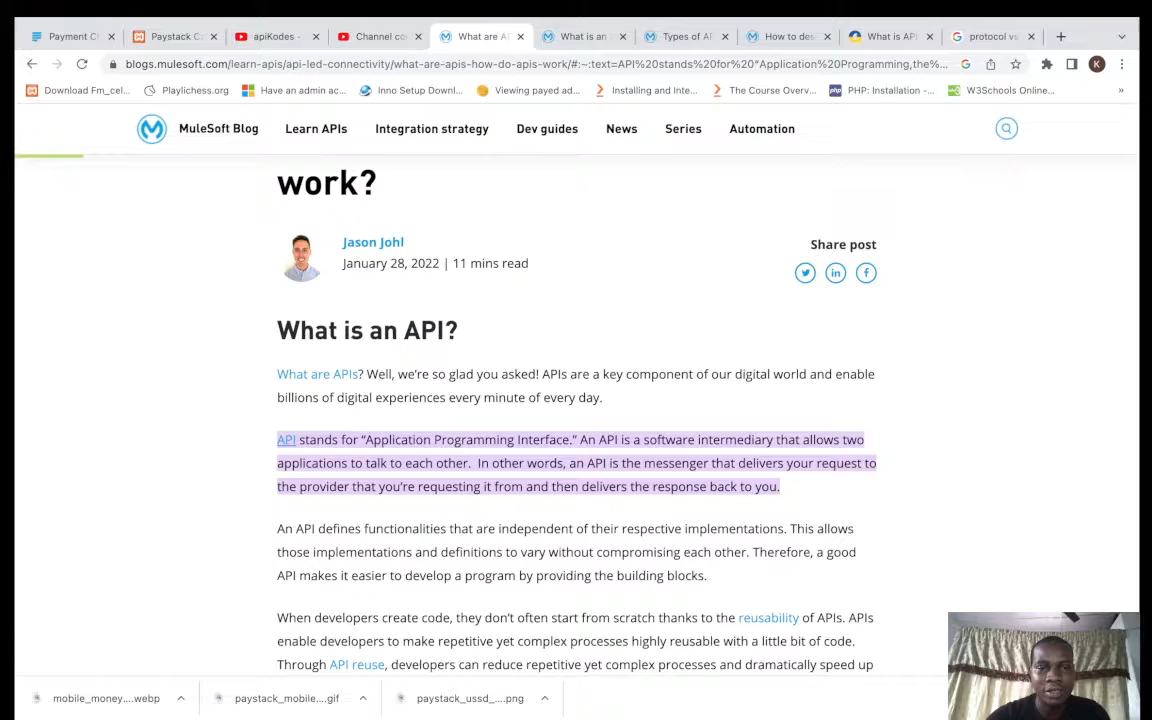 Payment C
Paystack C
apiKodes -
Channel co
What are A
What is an
Types of A
How to de
What is AP
protocol v
blogs.mulesoft.com/learn-apis/api-led-connectivity/what-are-apis-how-do-apis-work/#:~:text=API%20stands%20for%20"Application%20Programming,the%...
K
Download Fm_cel...
Playlichess.org
Have an admin ac...
Inno Setup Downl...
Viewing payed ad...
Installing and Inte...
The Course Overv...
php
PHP: Installation -...
W3Schools Onlin...
»
MuleSoft Blog
Learn APIs
Integration strategy
Dev guides
News
Series
Automation
work?
Jason Johl
January 28, 2022 | 11 mins read
Share post
What is an API?
What are APIs? Well, we're so glad you asked! APIs are a key component of our digital world and enable
billions of digital experiences every minute of every day.
API stands for “Application Programming Interface.” An API is a software intermediary that allows two
applications to talk to each other.  In other words, an API is the messenger that delivers your request to
the provider that you're requesting it from and then delivers the response back to you.
An API defines functionalities that are independent of their respective implementations. This allows
those implementations and definitions to vary without compromising each other. Therefore, a good
API makes it easier to develop a program by providing the building blocks.
When developers create code, they don't often start from scratch thanks to the reusability of APIs. APIs
enable developers to make repetitive yet complex processes highly reusable with a little bit of code.
Through API reuse, developers can reduce repetitive yet complex processes and dramatically speed up
mobile_money....webp
paystack_mobile....gif
paystack_ussd_....png